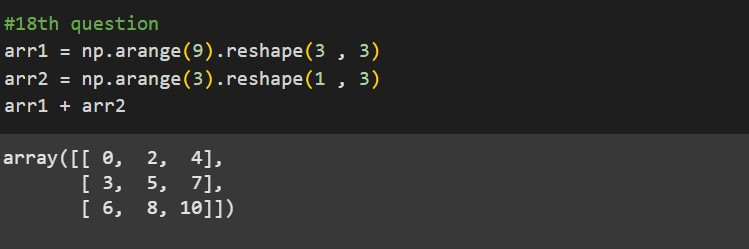 #18th question
arr1 = np.arange(9).reshape(3 , 3)
arr2 = np.arange(3).reshape(1 , 3)
arr1 + arr2
array([[ 0,  2,  4],
       [ 3,  5,  7],
       [ 6,  8, 10]])